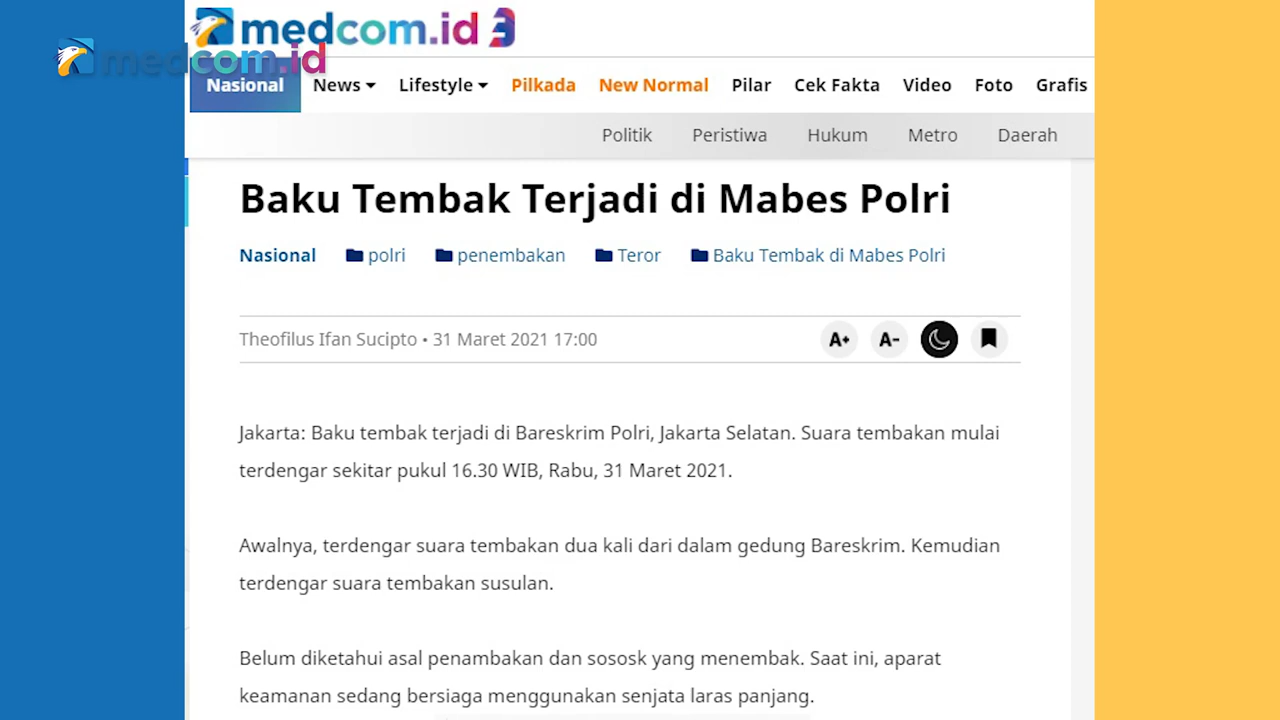 medcom.id 3
medcom.id
Nasional News Lifestyle Pilkada New Normal Pilar Cek Fakta Video Foto Grafis
Politik Peristiwa Hukum Metro Daerah
Baku Tembak Terjadi di Mabes Polri
Nasional polri penembakan Teror Baku Tembak di Mabes Polri
Theofilus Ifan Sucipto • 31 Maret 2021 17:00 A+ A-
Jakarta: Baku tembak terjadi di Bareskrim Polri, Jakarta Selatan. Suara tembakan mulai
terdengar sekitar pukul 16.30 WIB, Rabu, 31 Maret 2021.
Awalnya, terdengar suara tembakan dua kali dari dalam gedung Bareskrim. Kemudian
terdengar suara tembakan susulan.
Belum diketahui asal penambakan dan sososk yang menembak. Saat ini, aparat
keamanan sedang bersiaga menggunakan senjata laras panjang.